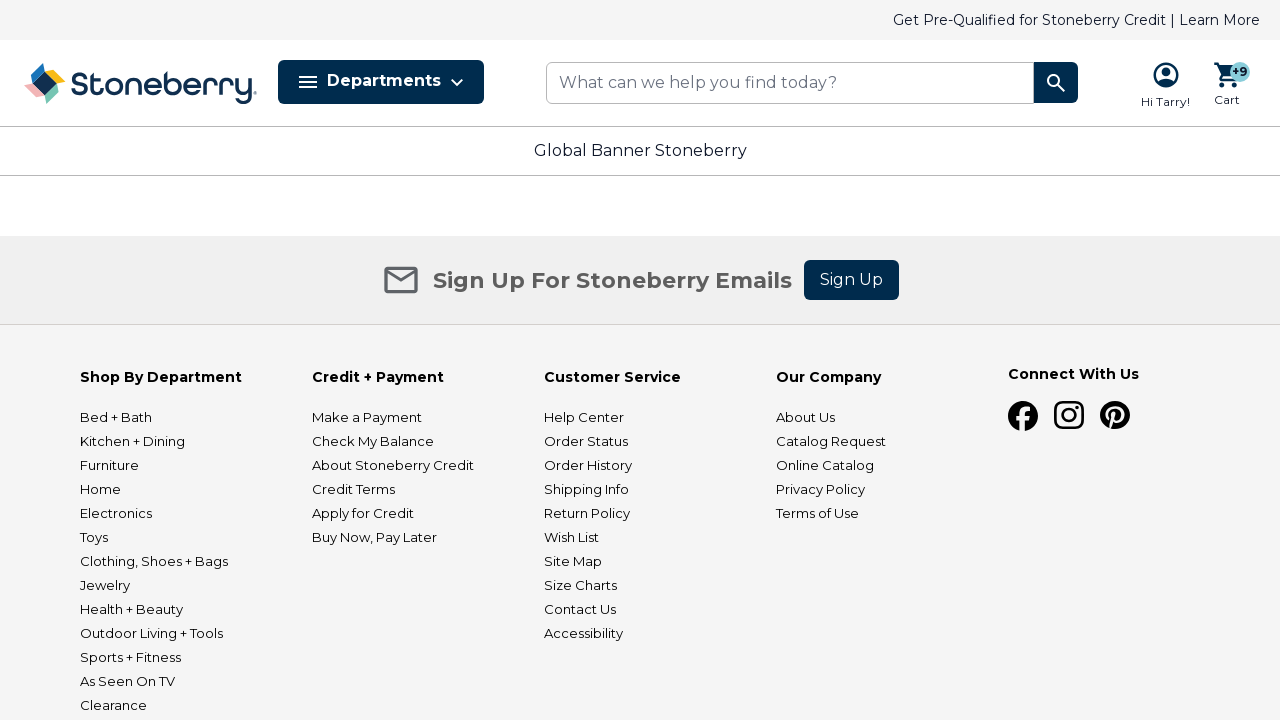 Get Pre-Qualified for Stoneberry Credit | Learn More
Stoneberry
Departments
What can we help you find today?
Hi Tarry!
+9
Cart
Global Banner Stoneberry
Sign Up For Stoneberry Emails
Sign Up
Shop By Department
Bed + Bath
Kitchen + Dining
Furniture
Home
Electronics
Toys
Clothing, Shoes + Bags
Jewelry
Health + Beauty
Outdoor Living + Tools
Sports + Fitness
As Seen On TV
Clearance
Credit + Payment
Make a Payment
Check My Balance
About Stoneberry Credit
Credit Terms
Apply for Credit
Buy Now, Pay Later
Customer Service
Help Center
Order Status
Order History
Shipping Info
Return Policy
Wish List
Site Map
Size Charts
Contact Us
Accessibility
Our Company
About Us
Catalog Request
Online Catalog
Privacy Policy
Terms of Use
Connect With Us